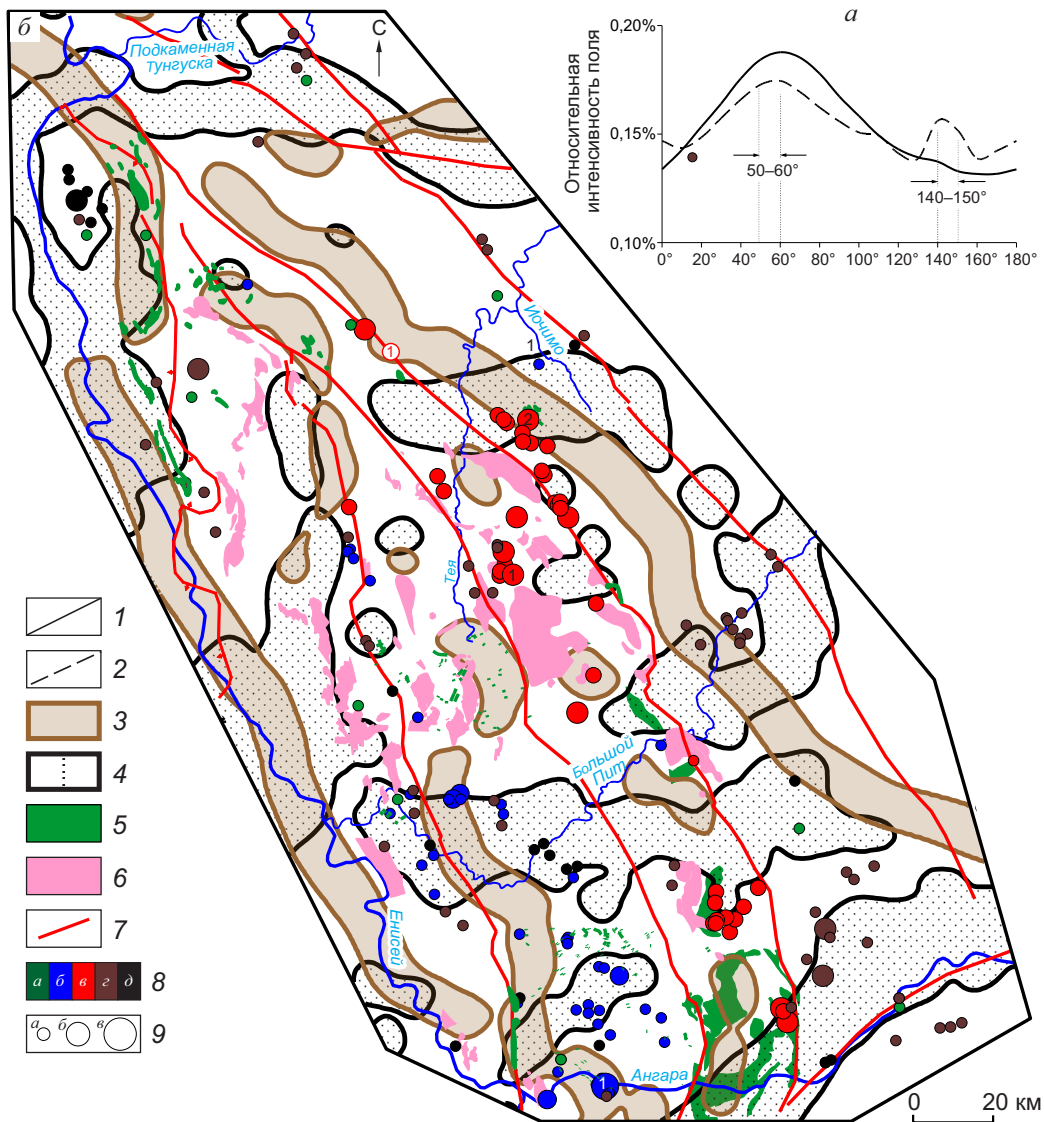 б
Подкаменная
Тунгуска
С
а
Относительная
интенсивность поля
0,20%
0,15%
0,10%
50–60°
140–150°
0°
20°
40°
60°
80°
100°
120°
140°
160°
180°
Иочимо
1
1
2
1
Тея
Большой
Пит
Енисей
Ангара
1
1
2
3
4
5
6
7
а б в г д 8
а б в 9
0 20 км